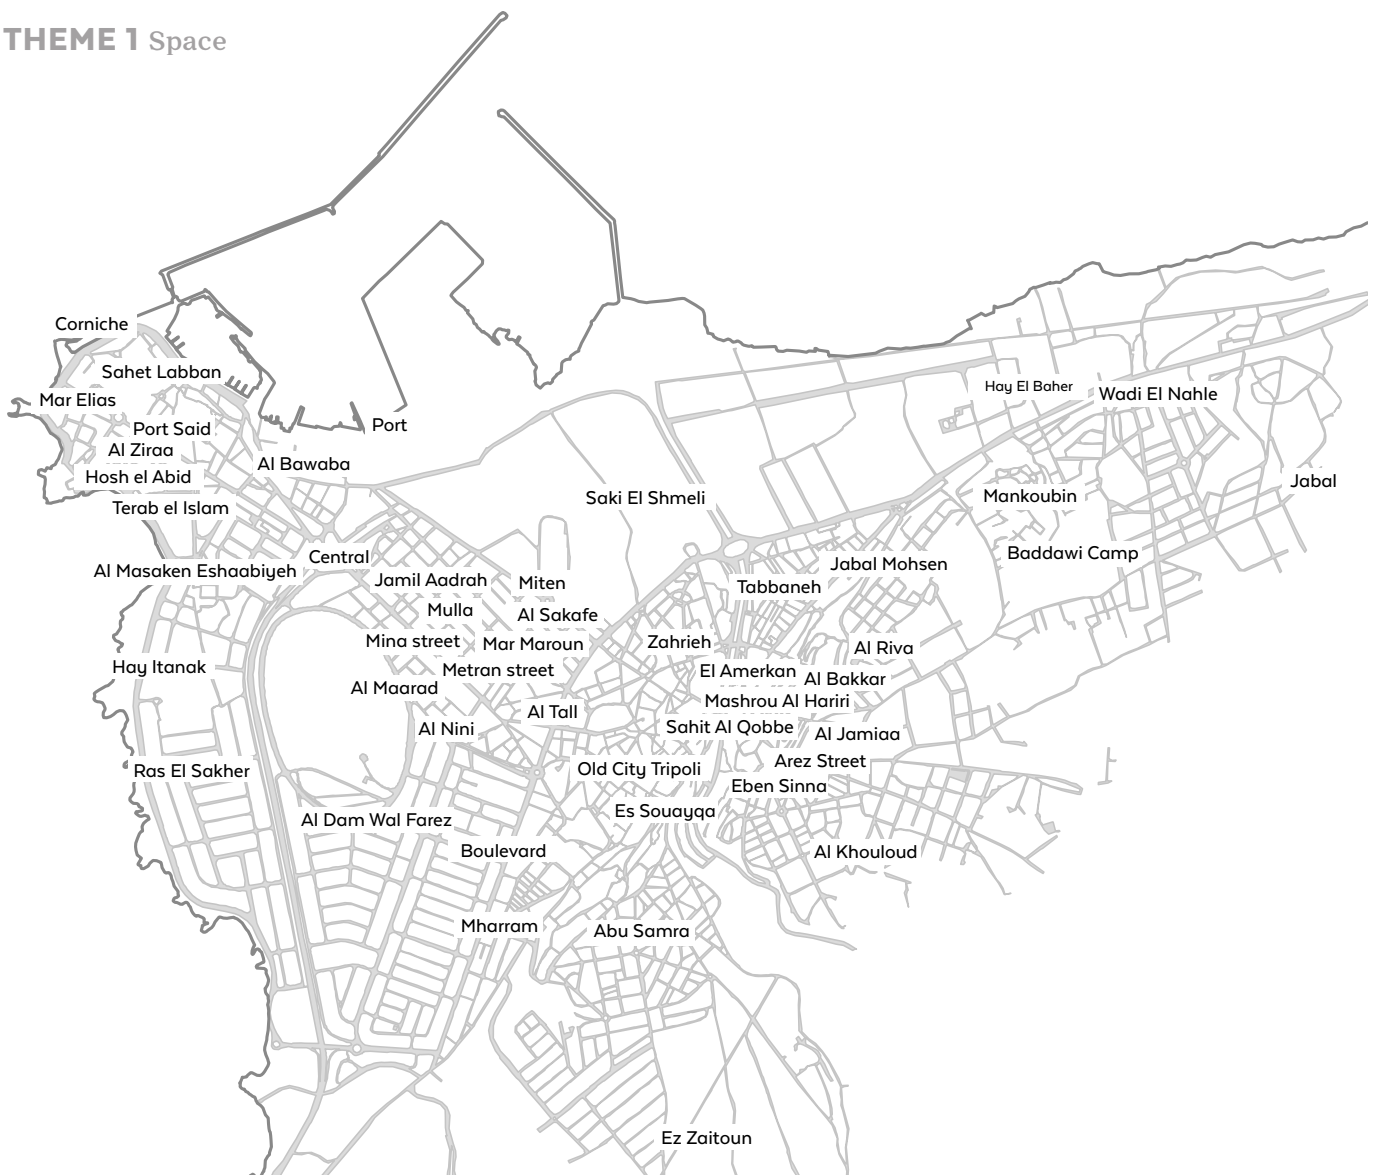 THEME 1 Space
Corniche
Sahet Labban
Hay El Baher
Wadi El Nahle
Mar Elias
Port
Port Said
Al Ziraa
Al Bawaba
Hosh el Abid
Jabal
Saki El Shmeli
Mankoubin
Terab el Islam
Central
Baddawi Camp
Al Masaken Eshaabiyeh
Jabal Mohsen
Jamil Aadrah
Miten
Tabbaneh
Mulla
Al Sakafe
Mina street
Mar Maroun
Zahrieh
Al Riva
Hay Itanak
Metran street
El Amerkan
Al Bakkar
Al Maarad
Mashrou Al Hariri
Al Tall
Al Nini
Sahit Al Qobbe
Al Jamiaa
Ras El Sakher
Old City Tripoli
Arez Street
Eben Sinna
Al Dam Wal Farez
Es Souayqa
Boulevard
Al Khouloud
Mharram
Abu Samra
Ez Zaitoun